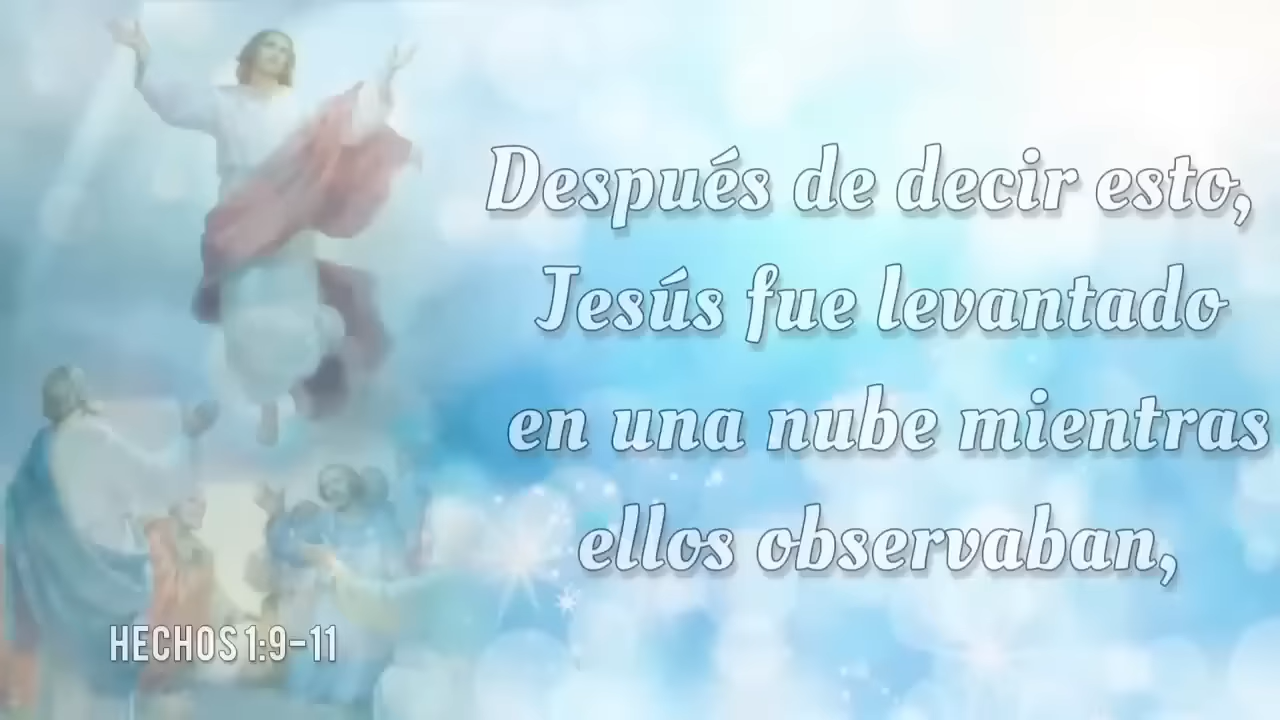 Después de decir esto,
Jesús fue levantado
en una nube mientras
ellos observaban,
HECHOS 1:9-11